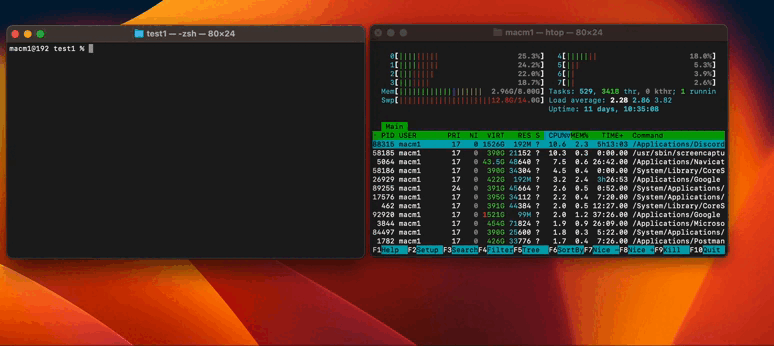 test1 — -zsh — 80×24
macm1@192 test1 %
macm1 — htop — 80×24
0[||||||||| 25.3%] 4[|||||| 18.0%]
1[||||||||| 24.2%] 5[||| 5.3%]
2[|||||||| 22.0%] 6[|| 3.9%]
3[||||||| 18.7%] 7[|| 2.6%]
Mem[|||||||||||||||||||2.96G/8.00G] Tasks: 529, 3418 thr, 0 kthr; 1 runnin
Swp[|||||||||||||||||||||12.8G/14.0G] Load average: 2.28 2.86 3.82
Uptime: 11 days, 10:35:08
Main
PID USER PRI NI VIRT RES S CPU% MEM% TIME+ Command
88315 macm1 17 0 1526G 192M ? 10.6 2.3 5h13:03 /Applications/Discord
58185 macm1 17 0 390G 21152 ? 10.3 0.3 0:00.00 /usr/sbin/screencaptu
5064 macm1 17 0 43.5G 48640 ? 7.5 0.6 26:42.00 /Applications/Navicat
58186 macm1 17 0 390G 34304 ? 4.5 0.4 0:00.00 /System/Library/CoreS
26929 macm1 17 0 422G 192M ? 3.2 2.4 3h26:53 /Applications/Google
89255 macm1 24 0 391G 45664 ? 2.6 0.5 0:52.00 /System/Applications/
17576 macm1 17 0 395G 34112 ? 2.2 0.4 7:20.00 /System/Applications/
462 macm1 17 0 391G 44384 ? 2.0 0.5 12:27.00 /System/Library/CoreS
92920 macm1 17 0 1521G 99M ? 2.0 1.2 37:26.00 /Applications/Google
3844 macm1 17 0 454G 71824 ? 1.9 0.9 26:09.00 /Applications/Microso
84497 macm1 17 0 390G 25600 ? 1.8 0.3 5:22.00 /System/Applications/
1782 macm1 17 0 426G 33776 ? 1.7 0.4 7:26.00 /Applications/Postman
F1Help F2Setup F3SearchF4FilterF5Tree F6SortByF7Nice -F8Nice +F9Kill F10Quit